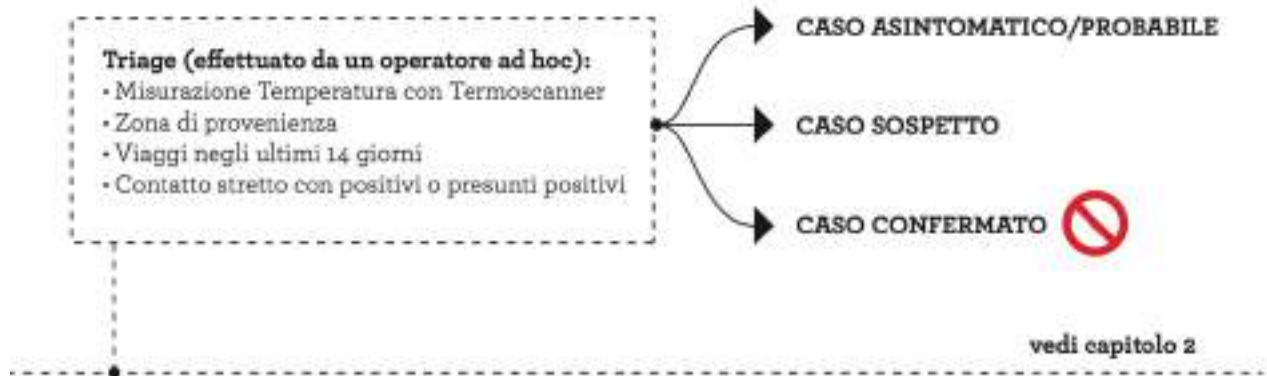 Triage (effettuato da un operatore ad hoc):
• Misurazione Temperatura con Termoscanner
• Zona di provenienza
• Viaggi negli ultimi 14 giorni
• Contatto stretto con positivi o presunti positivi
CASO ASINTOMATICO/PROBABILE
CASO SOSPETTO
CASO CONFERMATO
vedi capitolo 2